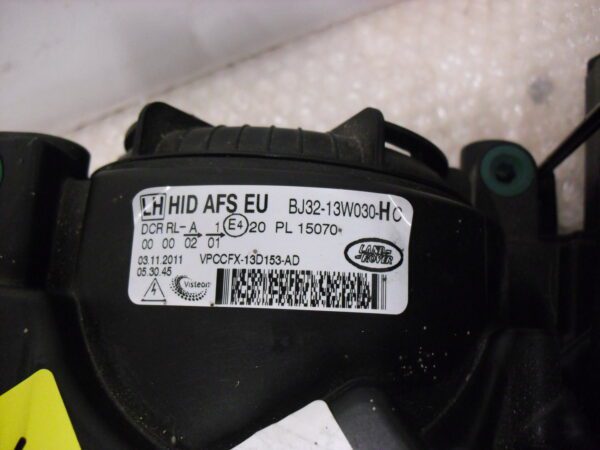 LH HID AFS EU BJ32-13W030-HC
DCR RL-A 1 E4 20 PL 15070
00 00 02 01
LAND ROVER
03.11.2011 VPCCFX-13D153-AD
05.30.45
Visteon